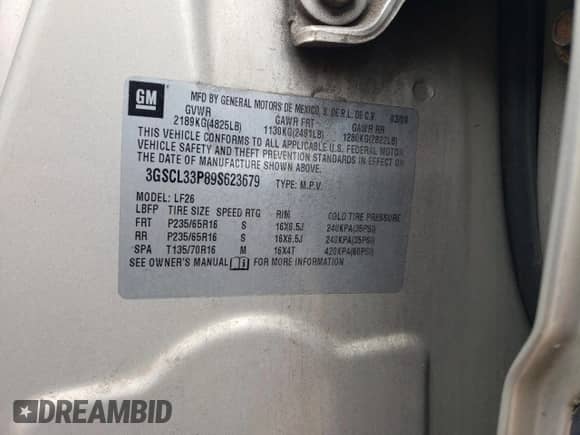 GM
MFD BY GENERAL MOTORS DE MEXICO, S. DE R.L. DE C.V. 03/09
GVWR GAWR FRT GAWR RR
2189KG(4825LB) 1130KG(2491LB) 1280KG(2822LB)
THIS VEHICLE CONFORMS TO ALL APPLICABLE U.S. FEDERAL MOTOR
VEHICLE SAFETY AND THEFT PREVENTION STANDARDS IN EFFECT ON
THE DATE OF MANUFACTURE SHOWN ABOVE.
3GSCL33P89S623679 TYPE: M.P.V.
MODEL: LF26
LBFP TIRE SIZE SPEED RTG RIM COLD TIRE PRESSURE
FRT P235/65R16 S 16X6.5J 240KPA(35PSI)
RR P235/65R16 S 16X6.5J 240KPA(35PSI)
SPA T135/70R16 M 16X4T 420KPA(60PSI)
SEE OWNER'S MANUAL FOR MORE INFORMATION
DREAMBID